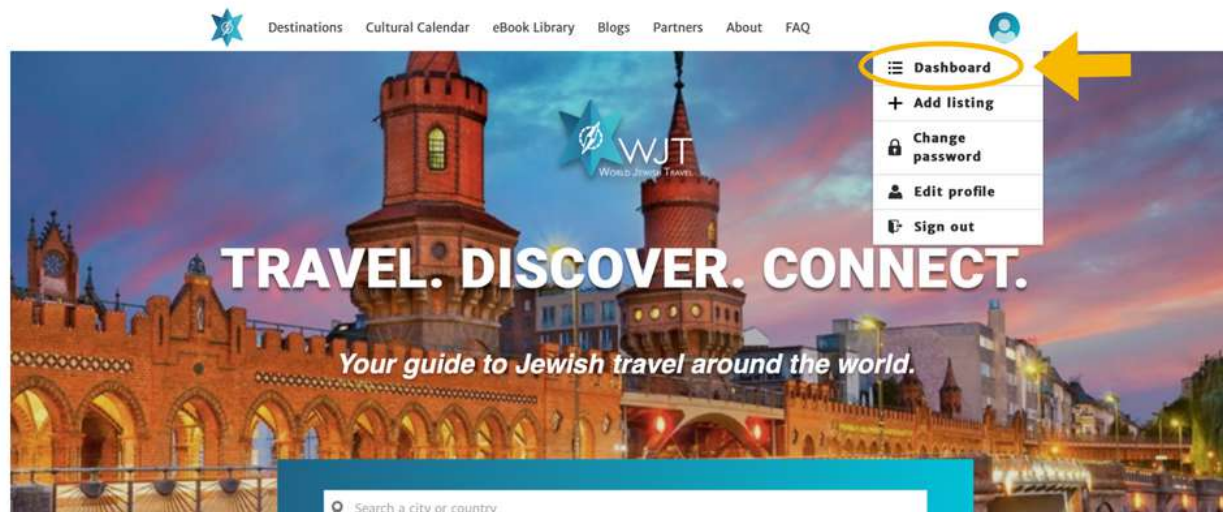 Destinations Cultural Calendar eBook Library Blogs Partners About FAQ
Dashboard
Add listing
Change
password
Edit profile
Sign out
WJT
WORLD JEWISH TRAVEL
TRAVEL. DISCOVER. CONNECT.
Your guide to Jewish travel around the world.
Search a city or country